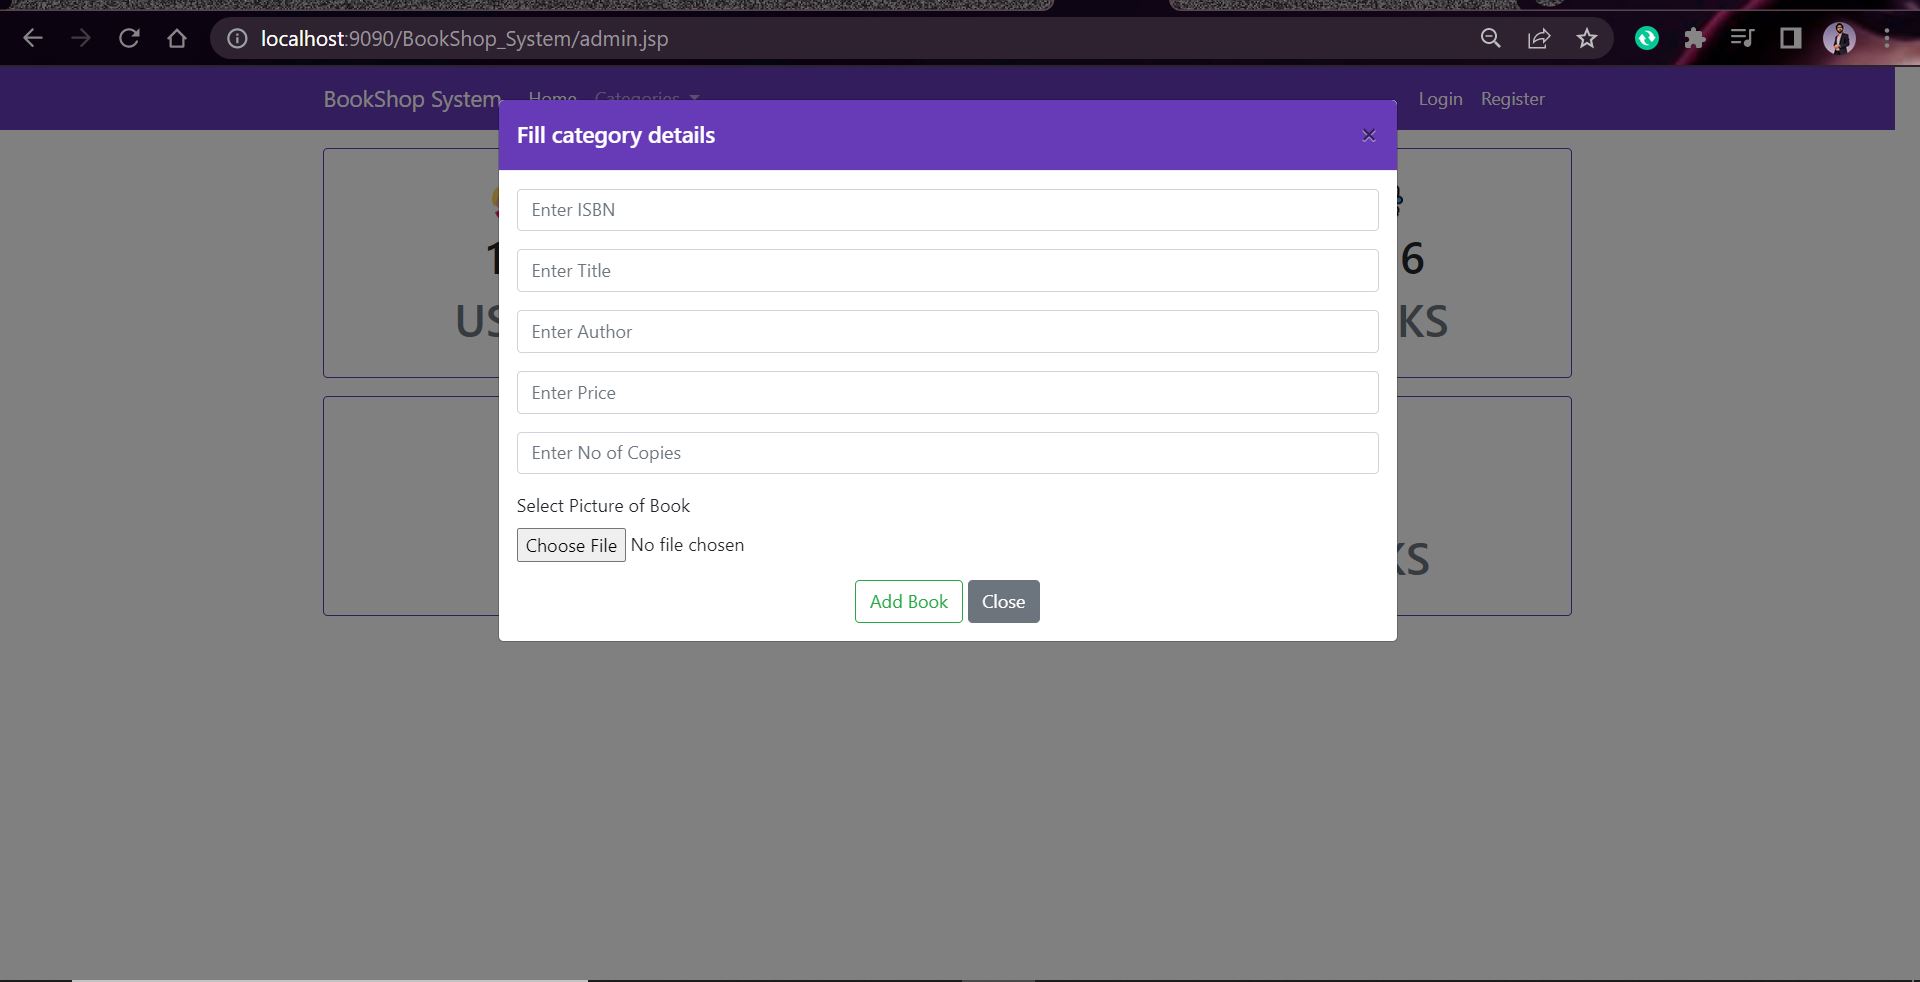 localhost:9090/BookShop_System/admin.jsp
BookShop System Home Categories Login Register
Fill category details ×
Enter ISBN
Enter Title
1 6
Enter Author
US KS
Enter Price
Enter No of Copies
Select Picture of Book
Choose File No file chosen
KS
Add Book Close